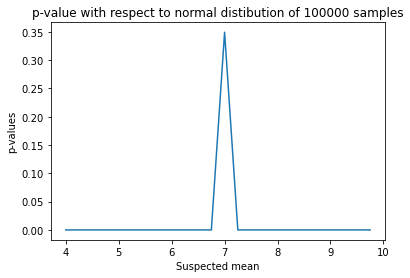 p-value with respect to normal distibution of 100000 samples
0.35
0.30
0.25
0.20
0.15
0.10
0.05
0.00
p-values
4 5 6 7 8 9 10
Suspected mean